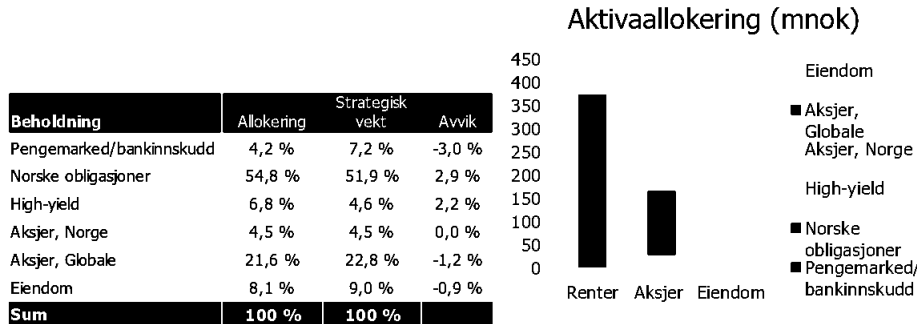 Aktivaallokering (mnok)
Strategisk
Beholdning Allokering vekt Avvik
Pengemarked/bankinnskudd 4,2 % 7,2 % -3,0 %
Norske obligasjoner 54,8 % 51,9 % 2,9 %
High-yield 6,8 % 4,6 % 2,2 %
Aksjer, Norge 4,5 % 4,5 % 0,0 %
Aksjer, Globale 21,6 % 22,8 % -1,2 %
Eiendom 8,1 % 9,0 % -0,9 %
Sum 100 % 100 %
450
400
350
300
250
200
150
100
50
0
Renter Aksjer Eiendom
Eiendom
Aksjer,
Globale
Aksjer, Norge
High-yield
Norske
obligasjoner
Pengemarked/
bankinnskudd